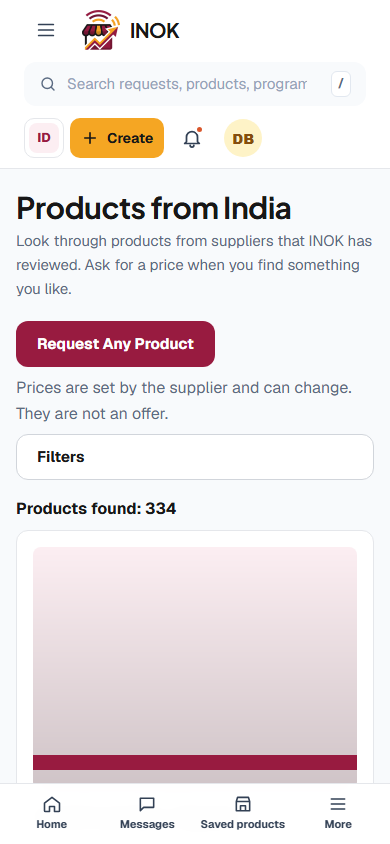 INOK
Search requests, products, program
/
ID
Create
DB
Products from India
Look through products from suppliers that INOK has
reviewed. Ask for a price when you find something
you like.
Request Any Product
Prices are set by the supplier and can change.
They are not an offer.
Filters
Products found: 334
Home
Messages
Saved products
More